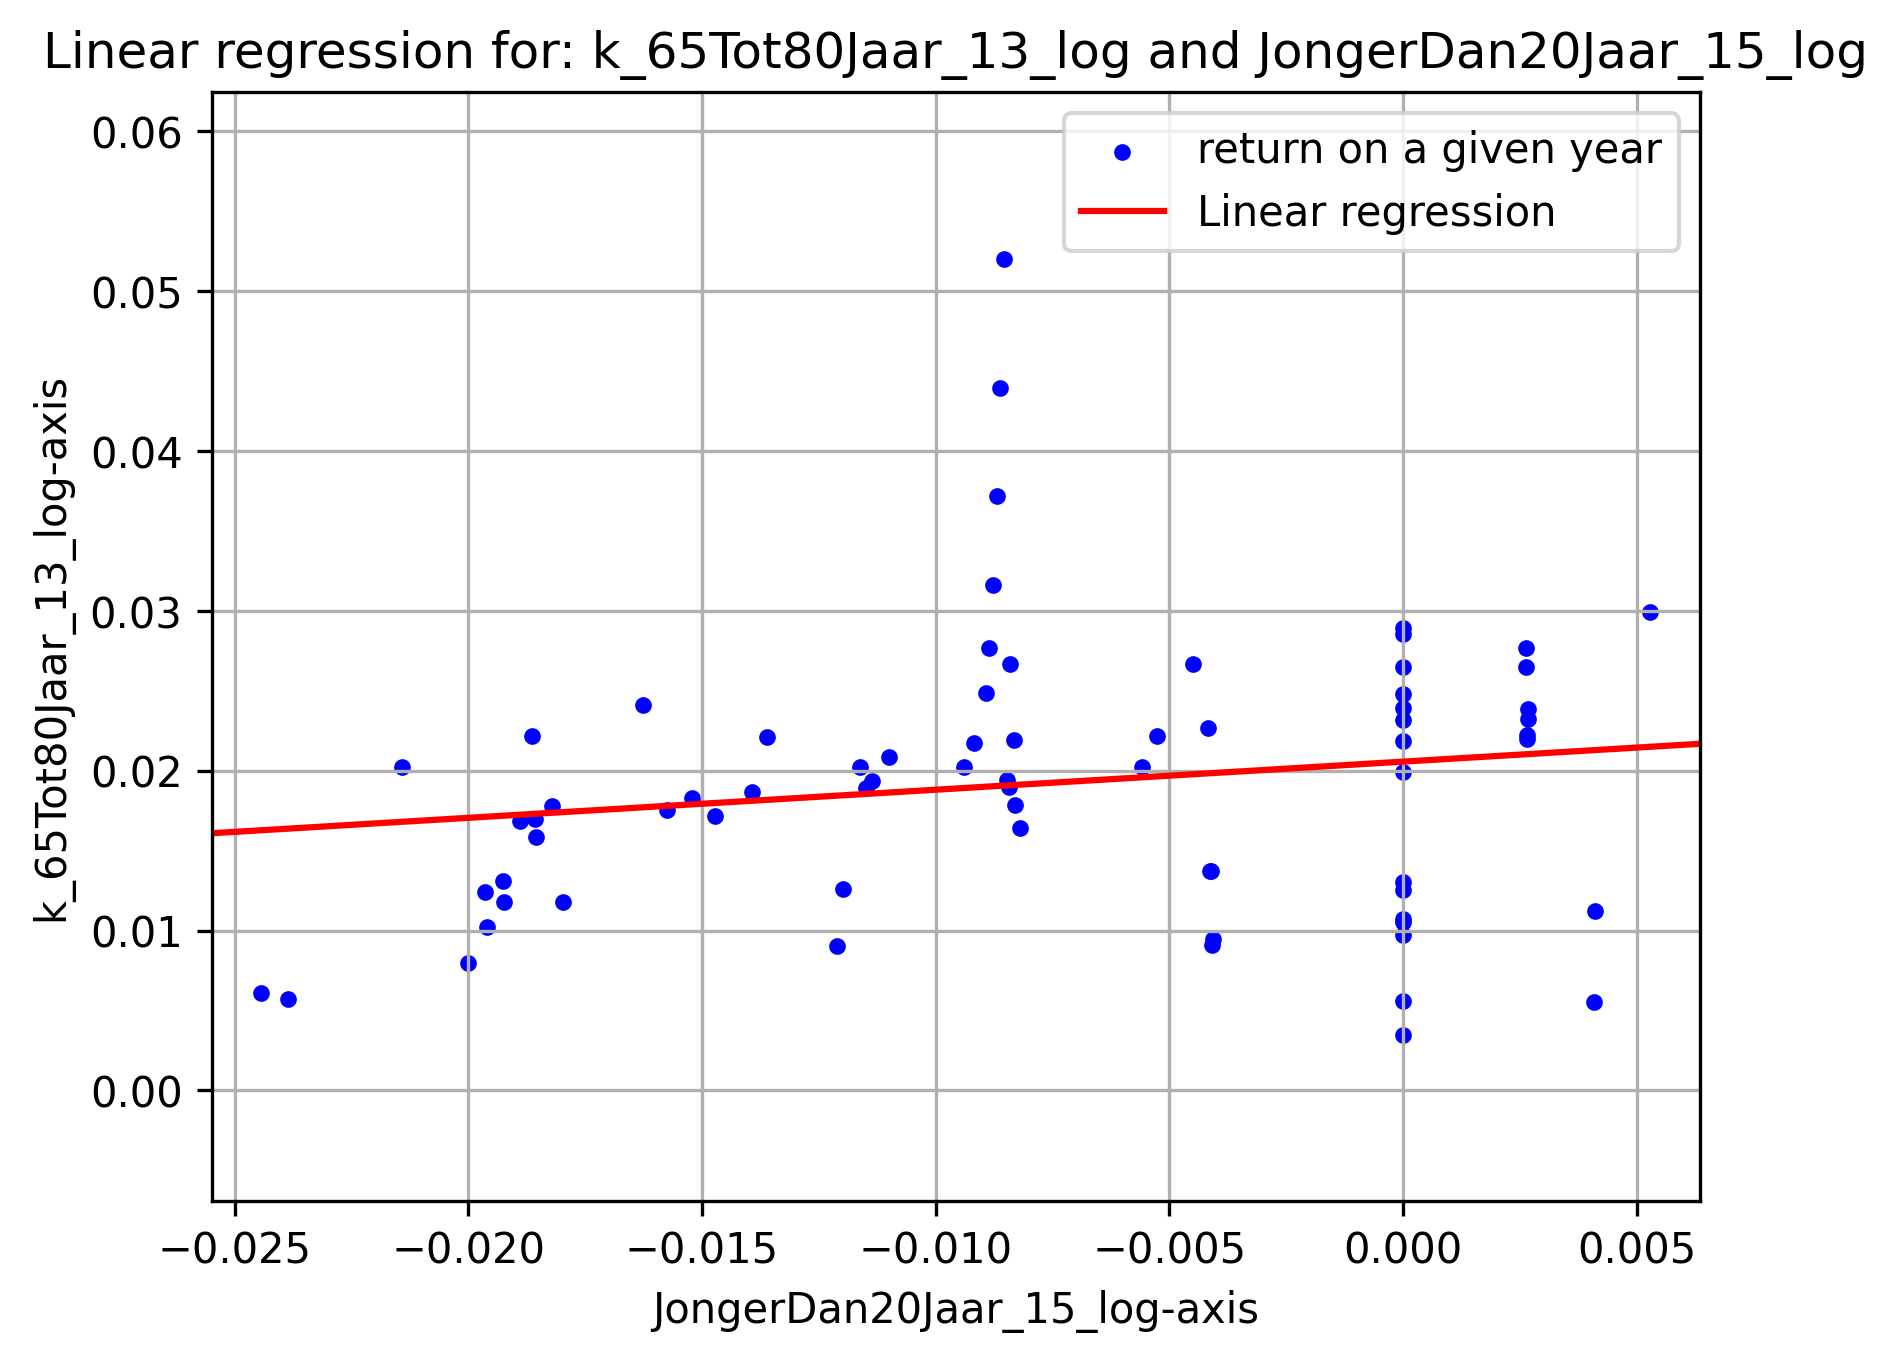 Linear regression for: k_65Tot80Jaar_13_log and JongerDan20Jaar_15_log
return on a given year
Linear regression
k_65Tot80Jaar_13_log-axis
0.06
0.05
0.04
0.03
0.02
0.01
0.00
−0.025 −0.020 −0.015 −0.010 −0.005 0.000 0.005
JongerDan20Jaar_15_log-axis